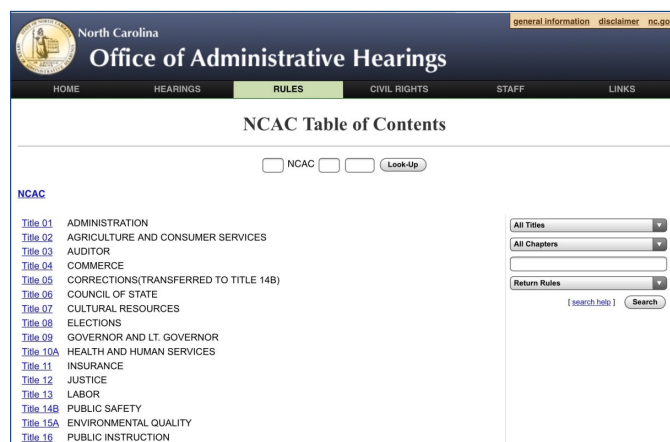 general information disclaimer nc.go
North Carolina
Office of Administrative Hearings
HOME HEARINGS RULES CIVIL RIGHTS STAFF LINKS
NCAC Table of Contents
NCAC Look-Up
NCAC
Title 01 ADMINISTRATION
Title 02 AGRICULTURE AND CONSUMER SERVICES
Title 03 AUDITOR
Title 04 COMMERCE
Title 05 CORRECTIONS(TRANSFERRED TO TITLE 14B)
Title 06 COUNCIL OF STATE
Title 07 CULTURAL RESOURCES
Title 08 ELECTIONS
Title 09 GOVERNOR AND LT. GOVERNOR
Title 10A HEALTH AND HUMAN SERVICES
Title 11 INSURANCE
Title 12 JUSTICE
Title 13 LABOR
Title 14B PUBLIC SAFETY
Title 15A ENVIRONMENTAL QUALITY
Title 16 PUBLIC INSTRUCTION
All Titles
All Chapters
Return Rules
[ search help ] Search